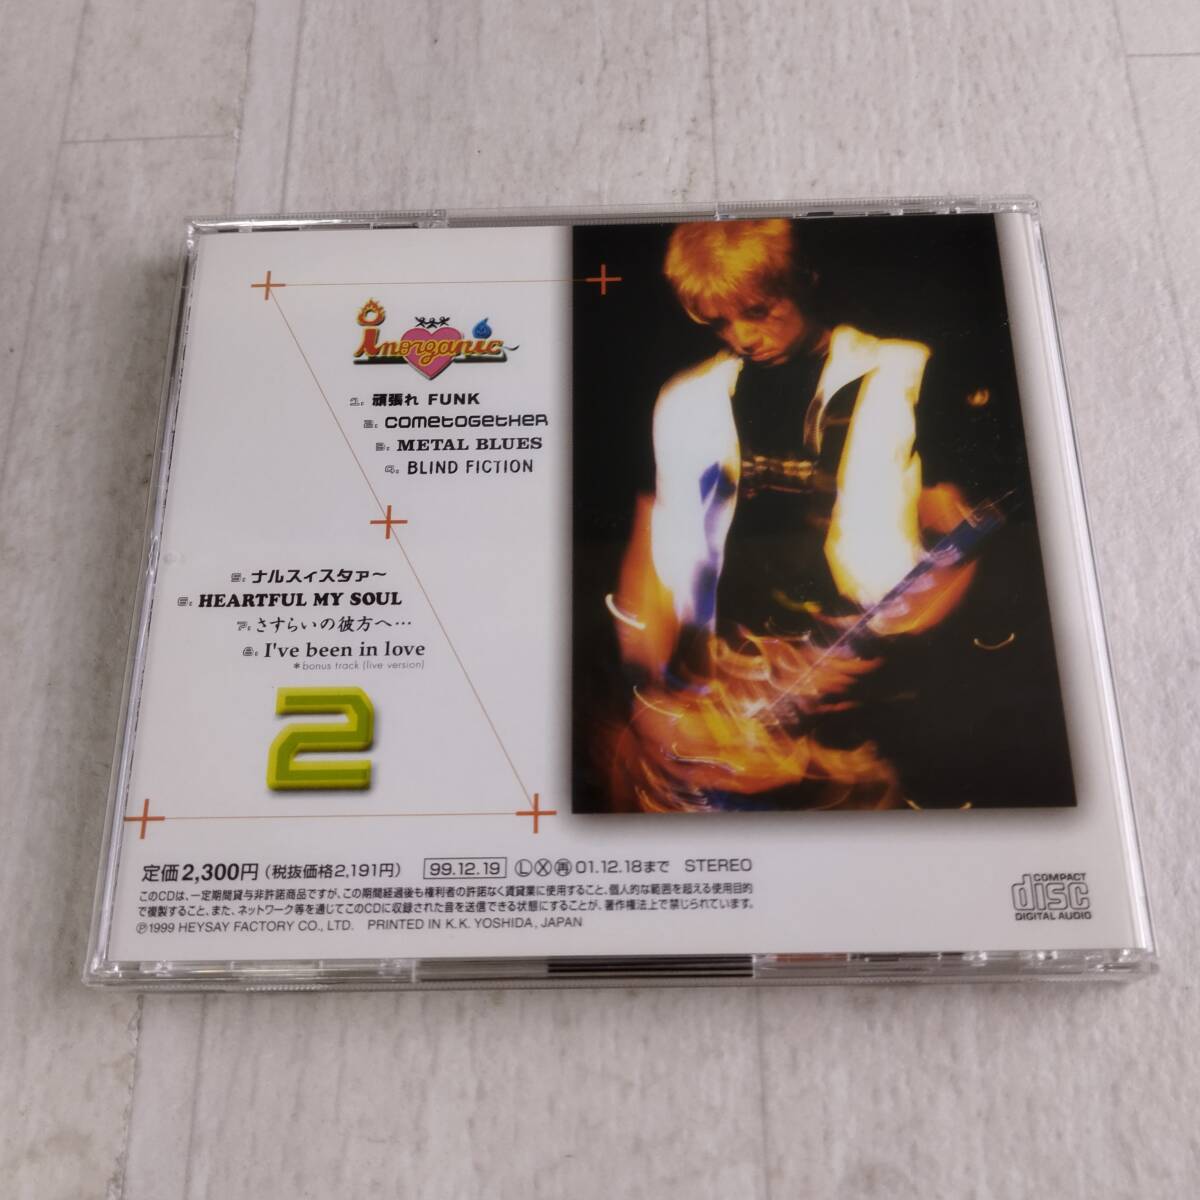 inorganic
1: 頑張れ FUNK
2: cometogether
3: METAL BLUES
4: BLIND FICTION
5: ナルスィスタァ〜
6: HEARTFUL MY SOUL
7: さすらいの彼方へ…
8: I've been in love
*bonus track (live version)
2
定価2,300円 (税抜価格2,191円) 99.12.19 Ⓛ Ⓧ 再 01.12.18まで STEREO
このCDは、一定期間貸与非許諾商品ですが、この期間経過後も権利者の許諾なく賃貸業に使用すること、個人的な範囲を超える使用目的
で複製すること、また、ネットワーク等を通じてこのCDに収録された音を送信できる状態にすることが、著作権法上で禁じられています。
Ⓟ1999 HEYSAY FACTORY CO., LTD. PRINTED IN K.K. YOSHIDA, JAPAN
COMPACT
disc
DIGITAL AUDIO